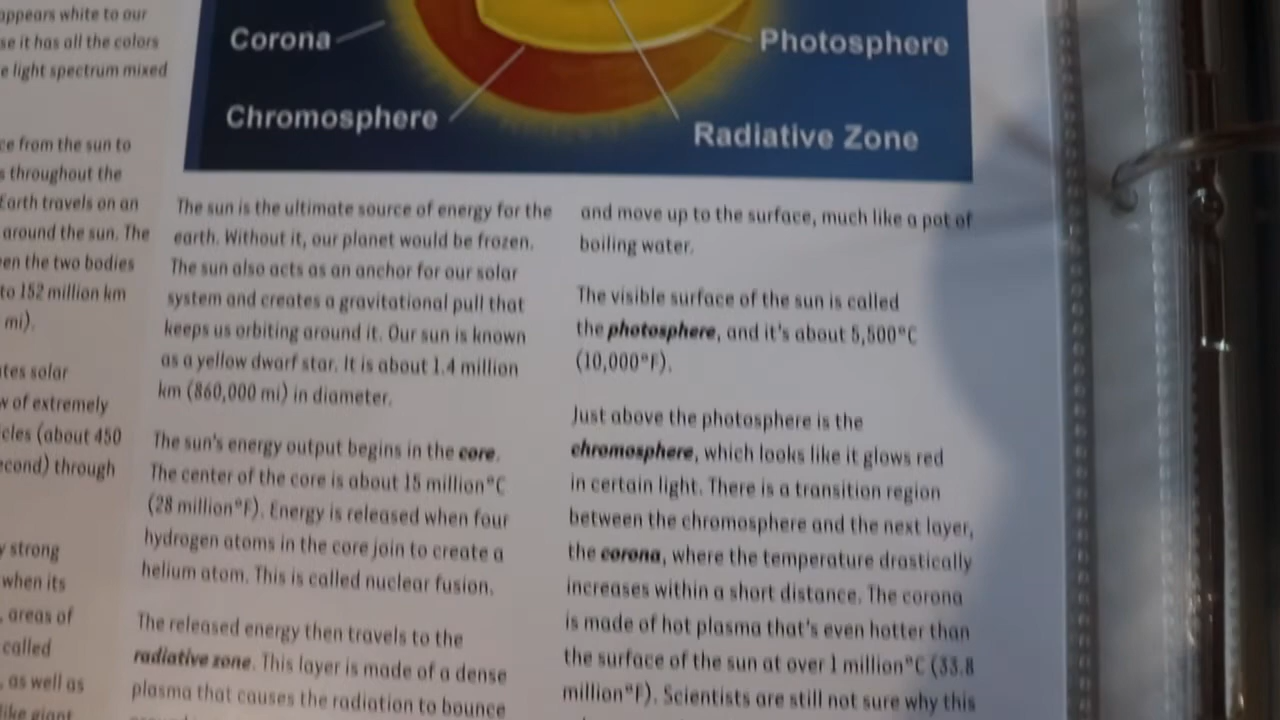 appears white to our
se it has all the colors
e light spectrum mixed
ce from the sun to
s throughout the
Earth travels on an
around the sun. The
en the two bodies
to 152 million km
mi).
tes solar
w of extremely
cles (about 450
econd) through
y strong
when its
, areas of
called
, as well as
like giant
Corona
Chromosphere
Photosphere
Radiative Zone
The sun is the ultimate source of energy for the
earth. Without it, our planet would be frozen.
The sun also acts as an anchor for our solar
system and creates a gravitational pull that
keeps us orbiting around it. Our sun is known
as a yellow dwarf star. It is about 1.4 million
km (860,000 mi) in diameter.
The sun's energy output begins in the core.
The center of the core is about 15 million°C
(28 million°F). Energy is released when four
hydrogen atoms in the core join to create a
helium atom. This is called nuclear fusion.
The released energy then travels to the
radiative zone. This layer is made of a dense
plasma that causes the radiation to bounce
and move up to the surface, much like a pot of
boiling water.
The visible surface of the sun is called
the photosphere, and it's about 5,500°C
(10,000°F).
Just above the photosphere is the
chromosphere, which looks like it glows red
in certain light. There is a transition region
between the chromosphere and the next layer,
the corona, where the temperature drastically
increases within a short distance. The corona
is made of hot plasma that's even hotter than
the surface of the sun at over 1 million°C (33.8
million°F). Scientists are still not sure why this